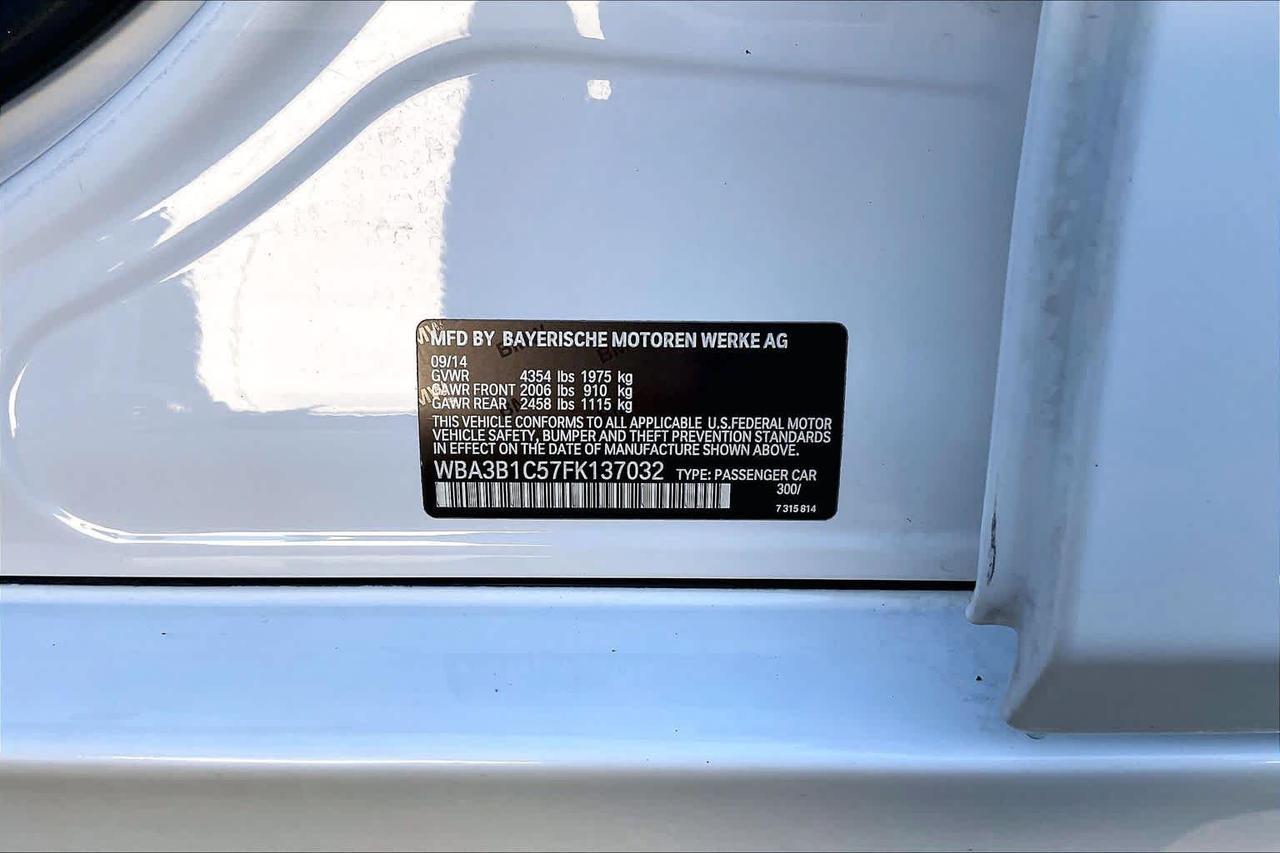 MFD BY BAYERISCHE MOTOREN WERKE AG
09/14
GVWR 4354 lbs 1975 kg
GAWR FRONT 2006 lbs 910 kg
GAWR REAR 2458 lbs 1115 kg
THIS VEHICLE CONFORMS TO ALL APPLICABLE U.S.FEDERAL MOTOR
VEHICLE SAFETY, BUMPER AND THEFT PREVENTION STANDARDS
IN EFFECT ON THE DATE OF MANUFACTURE SHOWN ABOVE.
WBA3B1C57FK137032 TYPE: PASSENGER CAR
300/
7 315 814